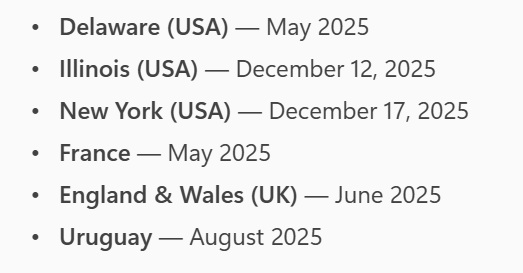 • Delaware (USA) — May 2025
• Illinois (USA) — December 12, 2025
• New York (USA) — December 17, 2025
• France — May 2025
• England & Wales (UK) — June 2025
• Uruguay — August 2025